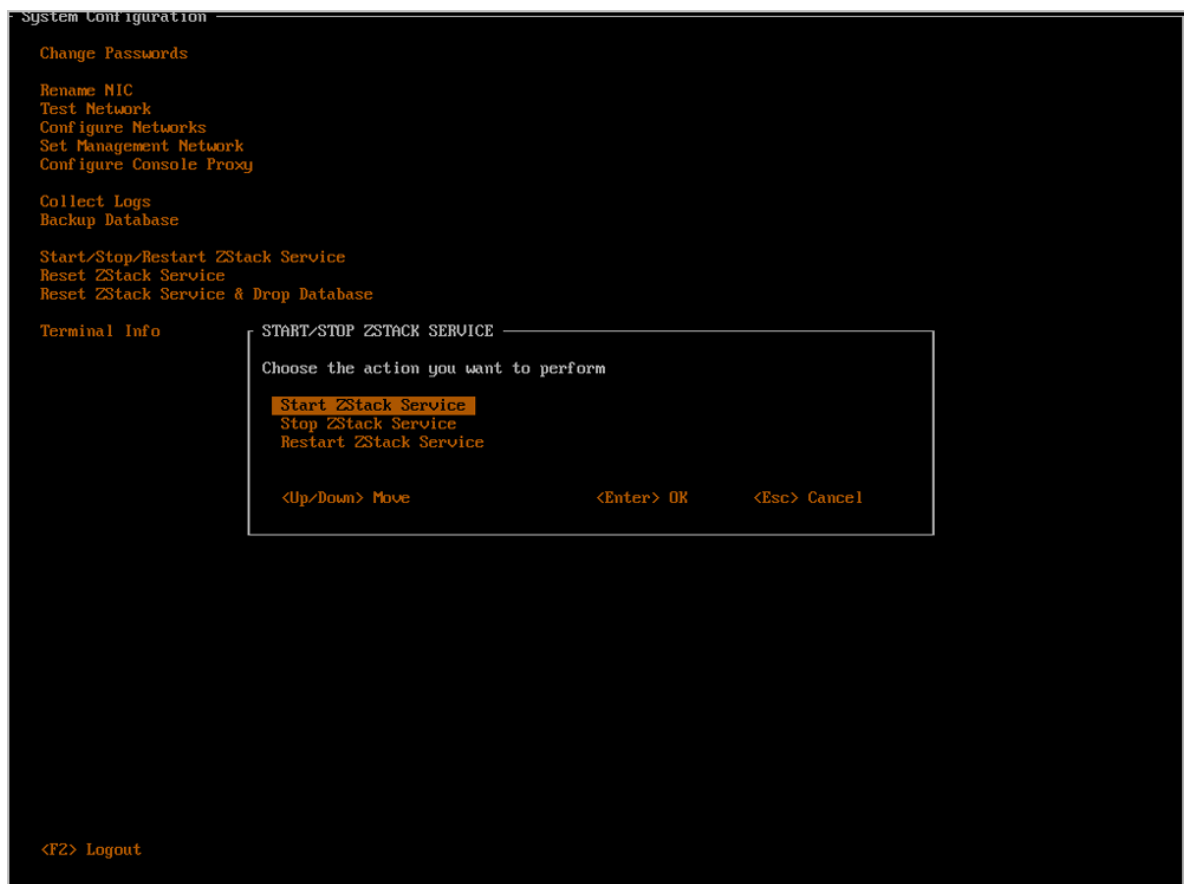 System Configuration
Change Passwords
Rename NIC
Test Network
Configure Networks
Set Management Network
Configure Console Proxy
Collect Logs
Backup Database
Start/Stop/Restart ZStack Service
Reset ZStack Service
Reset ZStack Service & Drop Database
Terminal Info
START/STOP ZSTACK SERVICE
Choose the action you want to perform
Start ZStack Service
Stop ZStack Service
Restart ZStack Service
<Up/Down> Move <Enter> OK <Esc> Cancel
<F2> Logout